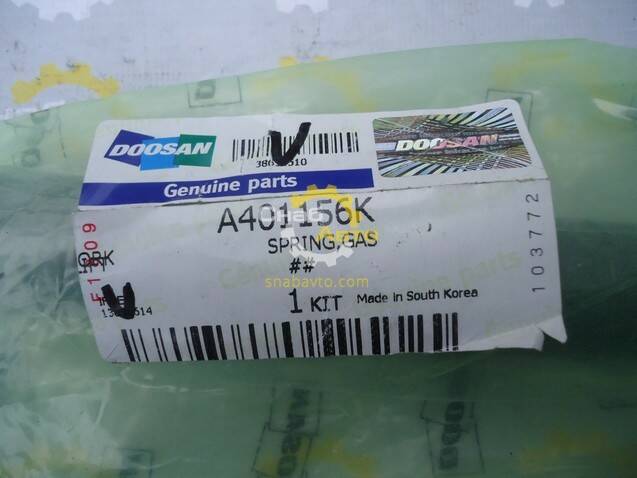 DOOSAN
DOOSAN
Genuine parts
A401156K
SPRING,GAS
##
1 KIT Made in South Korea
103772
snabavto.com